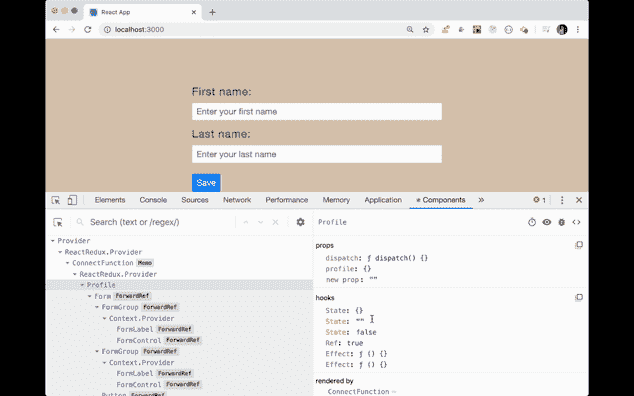 React App
localhost:3000
First name:
Enter your first name
Last name:
Enter your last name
Save
Elements Console Sources Network Performance Memory Application Components 1
Search (text or /regex/)
Profile
Provider
ReactRedux.Provider
ConnectFunction Memo
ReactRedux.Provider
Profile
Form ForwardRef
FormGroup ForwardRef
Context.Provider
FormLabel ForwardRef
FormControl ForwardRef
FormGroup ForwardRef
Context.Provider
FormLabel ForwardRef
FormControl ForwardRef
Button ForwardRef
props
dispatch: ƒ dispatch() {}
profile: {}
new prop: ""
hooks
State: {}
State: ""
State: false
Ref: true
Effect: ƒ () {}
Effect: ƒ () {}
rendered by
ConnectFunction